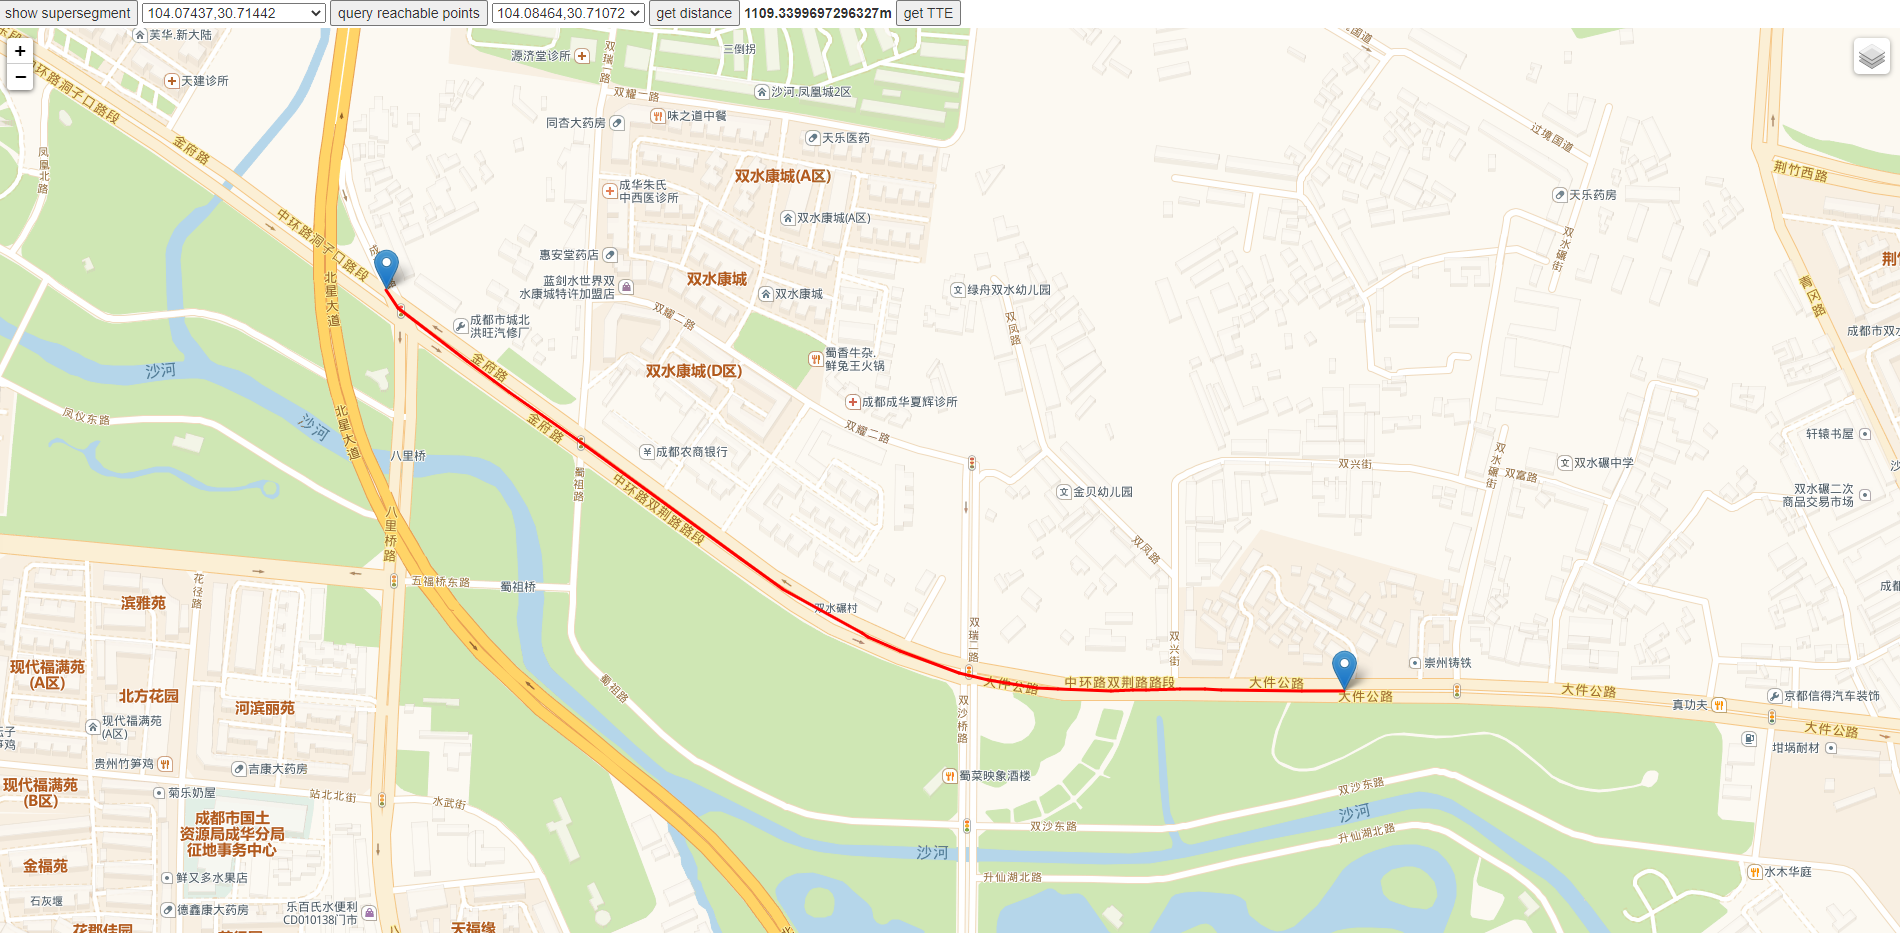 show supersegment
104.07437,30.71442
query reachable points
104.08464,30.71072
get distance
1109.3399697296327m
get TTE
+
−
芙华.新大陆
天建诊所
中环路洞子口路段
金府路
凤凰北路
源济堂诊所
双瑞一路
三倒拐
双耀一路
沙河.凤凰城2区
同杏大药房
味之道中餐
天乐医药
双水康城(A区)
成华朱氏
中西医诊所
双水康城(A区)
惠安堂药店
双水康城
蓝剑水世界双
水康城特许加盟店
双水康城
双耀二路
过境国道
荆竹西路
天乐药房
双水碾街
青冈路
中环路洞子口路段
北星大道
成都市城北
洪旺汽修厂
绿舟双水幼儿园
双凤路
蜀香牛杂.
鲜兔王火锅
双水康城(D区)
沙河
金府路
成都成华夏辉诊所
凤仪东路
沙河
北星大道
金府路
双耀二路
轩辕书屋
八里桥
成都农商银行
双兴街
双水碾街
双富路
双水碾中学
蜀祖路
中环路双荆路路段
金贝幼儿园
双水碾二次
商品交易市场
八里桥路
双凤路
五福桥东路
蜀祖桥
花径路
滨雅苑
双水碾村
双瑞二路
双兴街
现代福满苑
(A区)
北方花园
河滨丽苑
蜀祖路
崇州铸铁
大件公路
中环路双荆路路段
大件公路
大件公路
大件公路
京都信得汽车装饰
真功夫
大件公路
现代福满苑
(A区)
双沙桥路
坩埚耐材
贵州竹笋鸡
吉康大药房
蜀菜映象酒楼
现代福满苑
(B区)
菊乐奶屋
站北北街
水武街
双沙东路
沙河
成都市国土
资源局成华分局
征地事务中心
双沙东路
升仙湖北路
沙河
金福苑
鲜又多水果店
升仙湖北路
水木华庭
石灰堰
德鑫康大药房
乐百氏水便利
CD010138门市
花郡佳园
天福缘